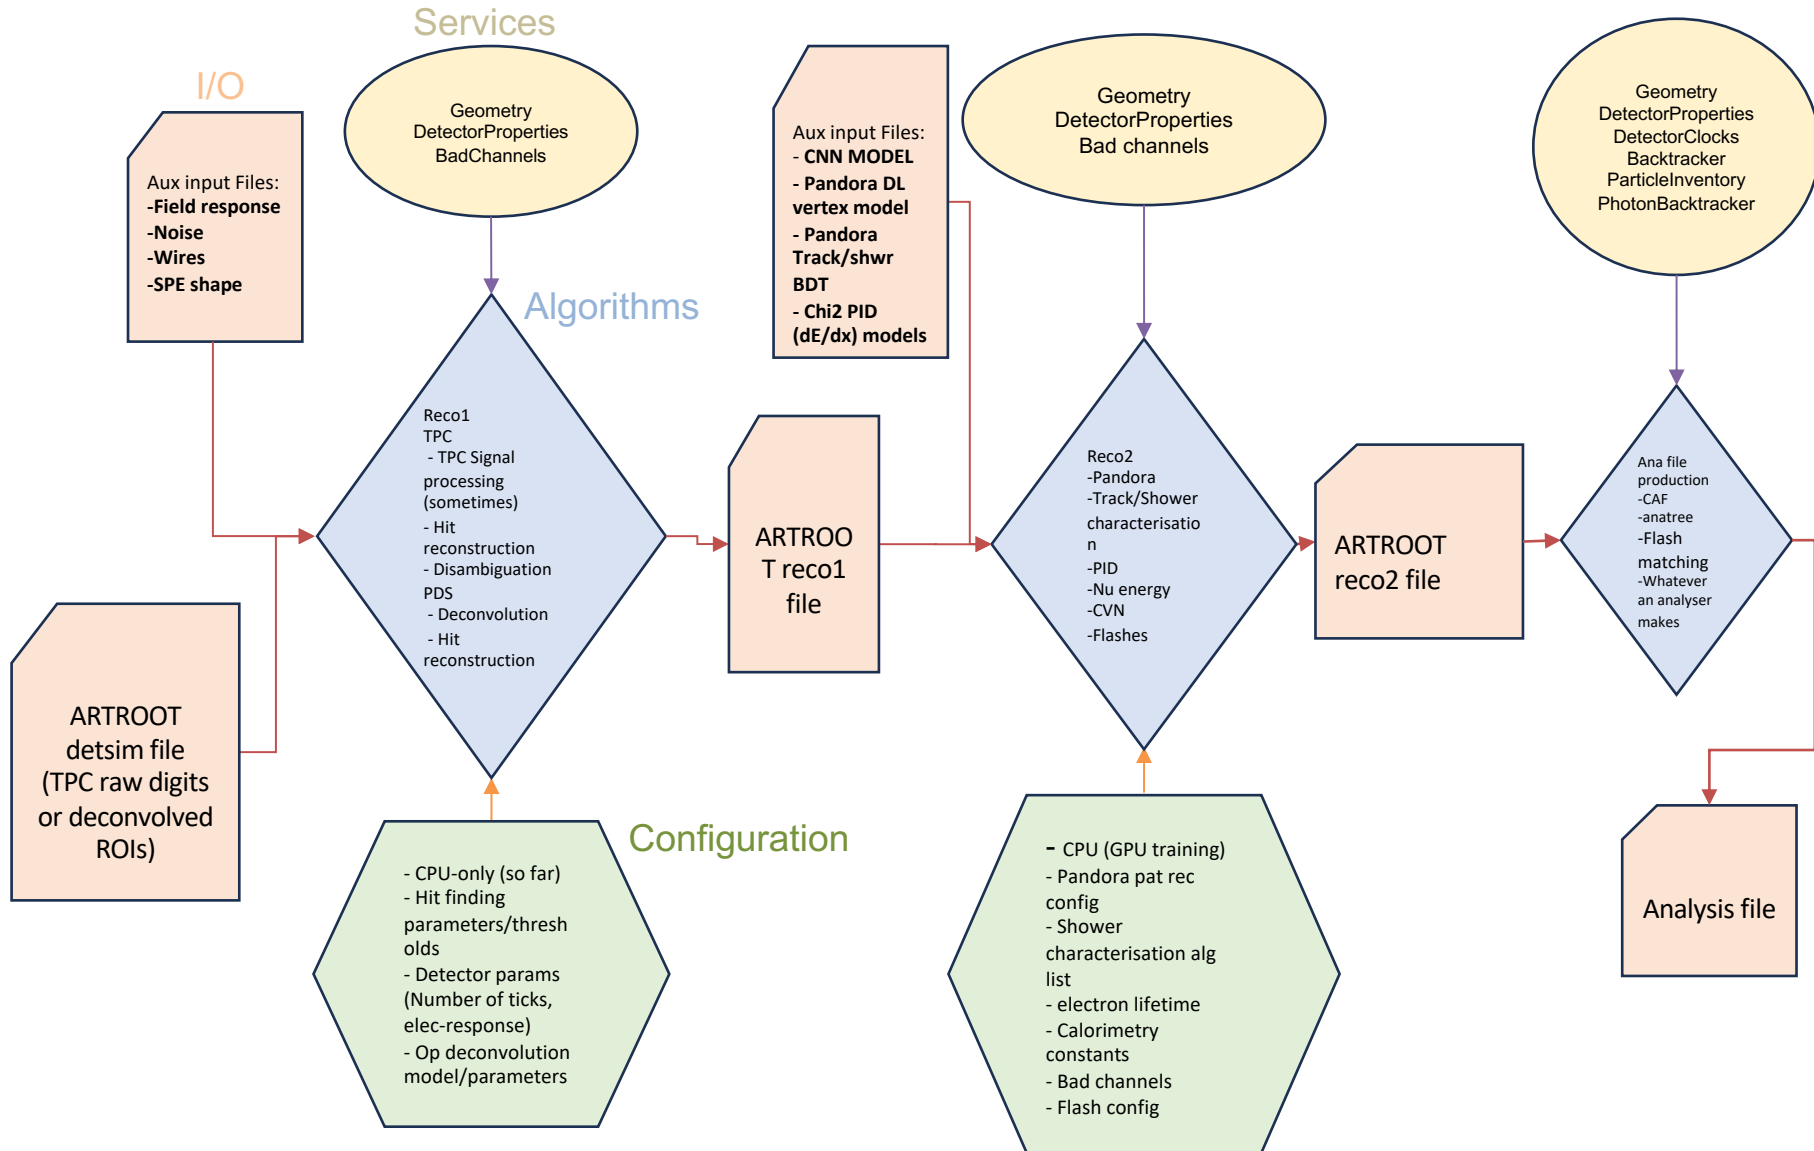 Services
I/O
Aux input Files:
-Field response
-Noise
-Wires
-SPE shape
Geometry
DetectorProperties
BadChannels
Algorithms
Reco1
TPC
- TPC Signal
processing
(sometimes)
- Hit
reconstruction
- Disambiguation
PDS
- Deconvolution
- Hit
reconstruction
ARTROOT
detsim file
(TPC raw digits
or deconvolved
ROIs)
Configuration
- CPU-only (so far)
- Hit finding
parameters/thresh
olds
- Detector params
(Number of ticks,
elec-response)
- Op deconvolution
model/parameters
ARTROO
T reco1
file
Aux input Files:
- CNN MODEL
- Pandora DL
vertex model
- Pandora
Track/shwr
BDT
- Chi2 PID
(dE/dx) models
Geometry
DetectorProperties
Bad channels
Reco2
-Pandora
-Track/Shower
characterisatio
n
-PID
-Nu energy
-CVN
-Flashes
- CPU (GPU training)
- Pandora pat rec
config
- Shower
characterisation alg
list
- electron lifetime
- Calorimetry
constants
- Bad channels
- Flash config
ARTROOT
reco2 file
Geometry
DetectorProperties
DetectorClocks
Backtracker
ParticleInventory
PhotonBacktracker
Ana file
production
-CAF
-anatree
-Flash
matching
-Whatever
an analyser
makes
Analysis file